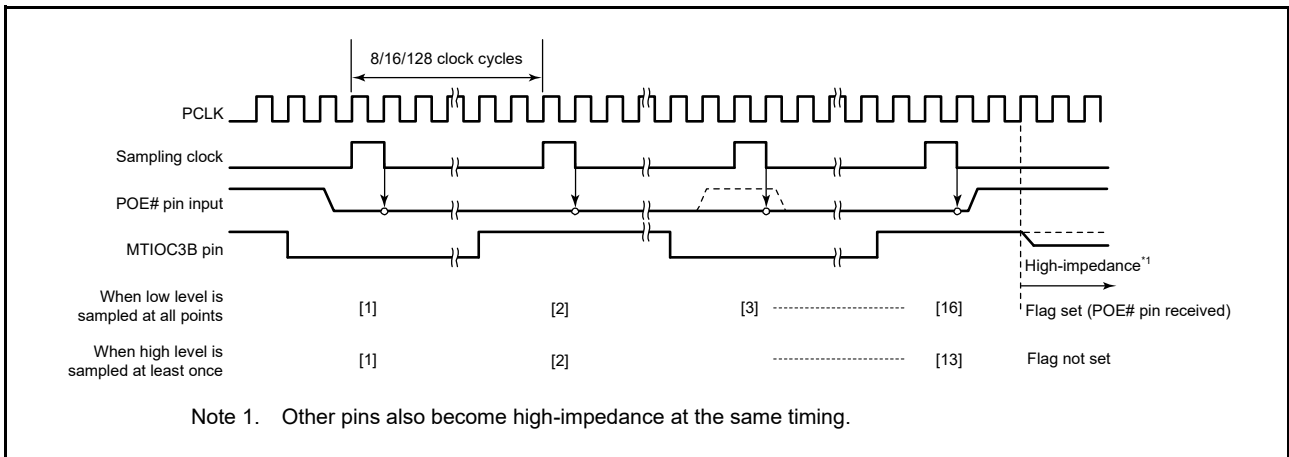 8/16/128 clock cycles
PCLK
Sampling clock
POE# pin input
MTIOC3B pin
High-impedance*1
When low level is
sampled at all points
[1] [2] [3] [16] Flag set (POE# pin received)
When high level is
sampled at least once
[1] [2] [13] Flag not set
Note 1. Other pins also become high-impedance at the same timing.